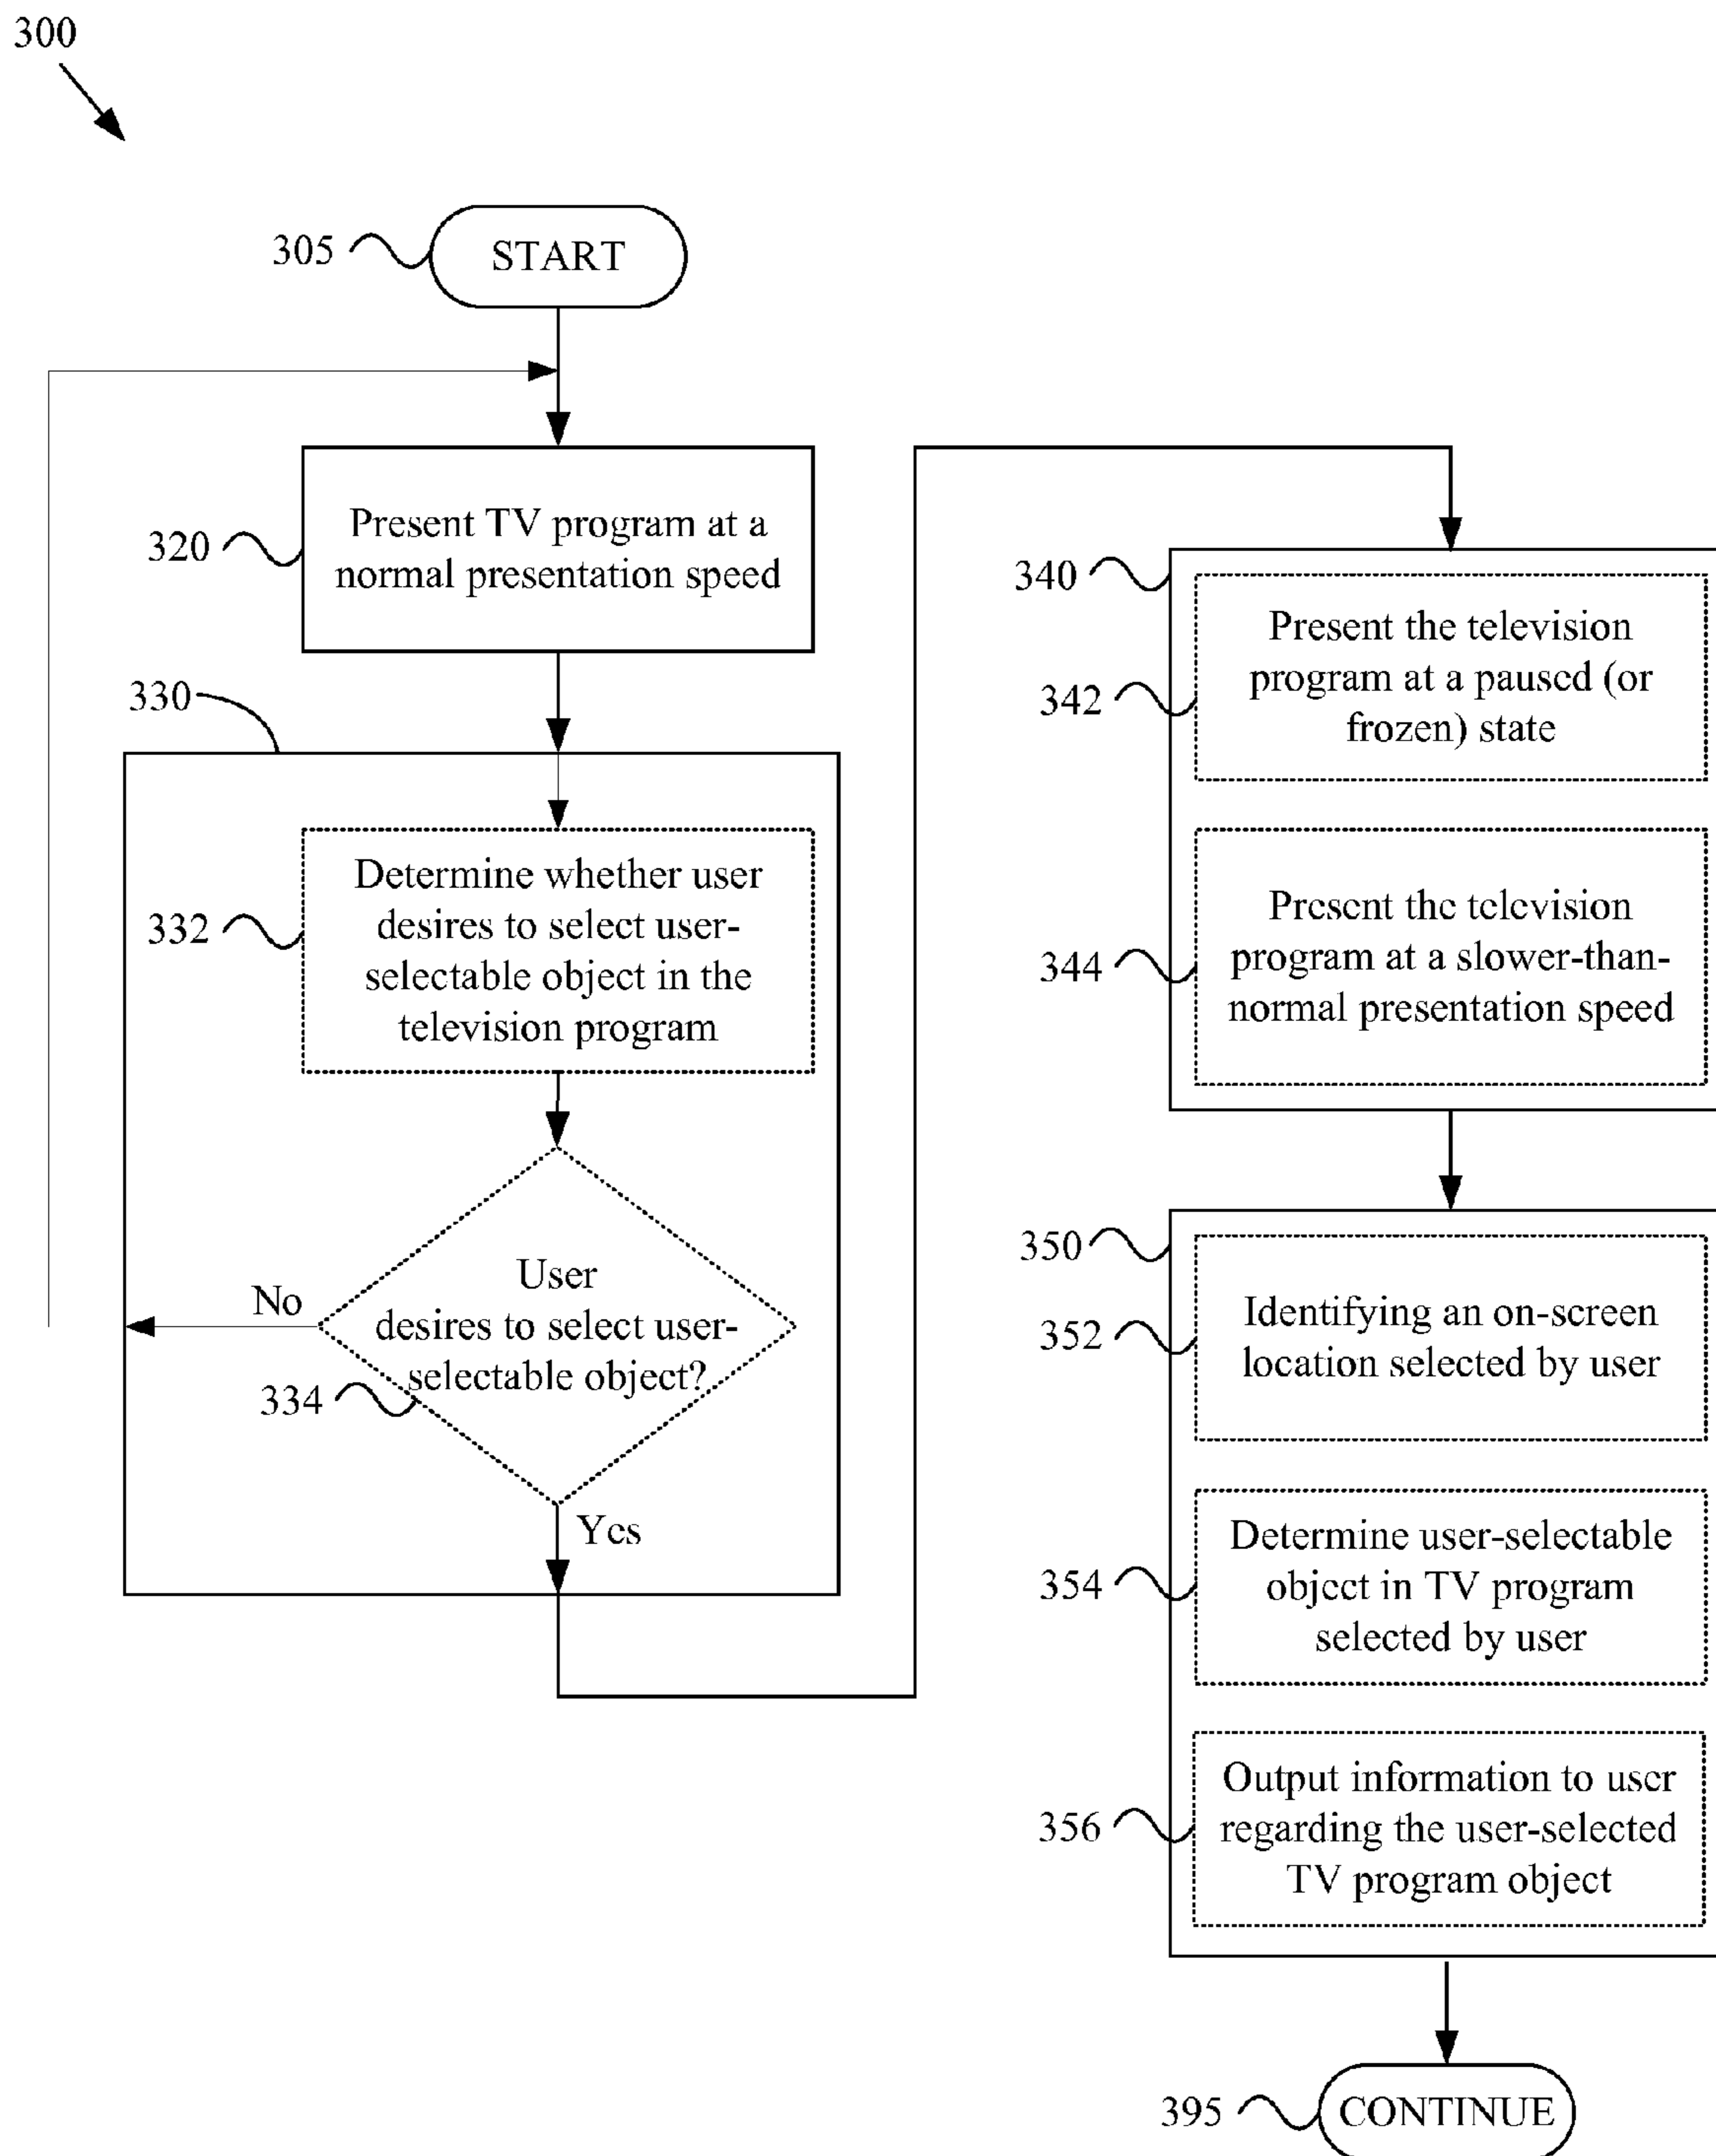 300
305
START
320
Present TV program at a
normal presentation speed
330
332
Determine whether user
desires to select user-
selectable object in the
television program
No
User
desires to select user-
selectable object?
334
Yes
340
342
Present the television
program at a paused (or
frozen) state
344
Present the television
program at a slower-than-
normal presentation speed
350
352
Identifying an on-screen
location selected by user
354
Determine user-selectable
object in TV program
selected by user
356
Output information to user
regarding the user-selected
TV program object
395
CONTINUE